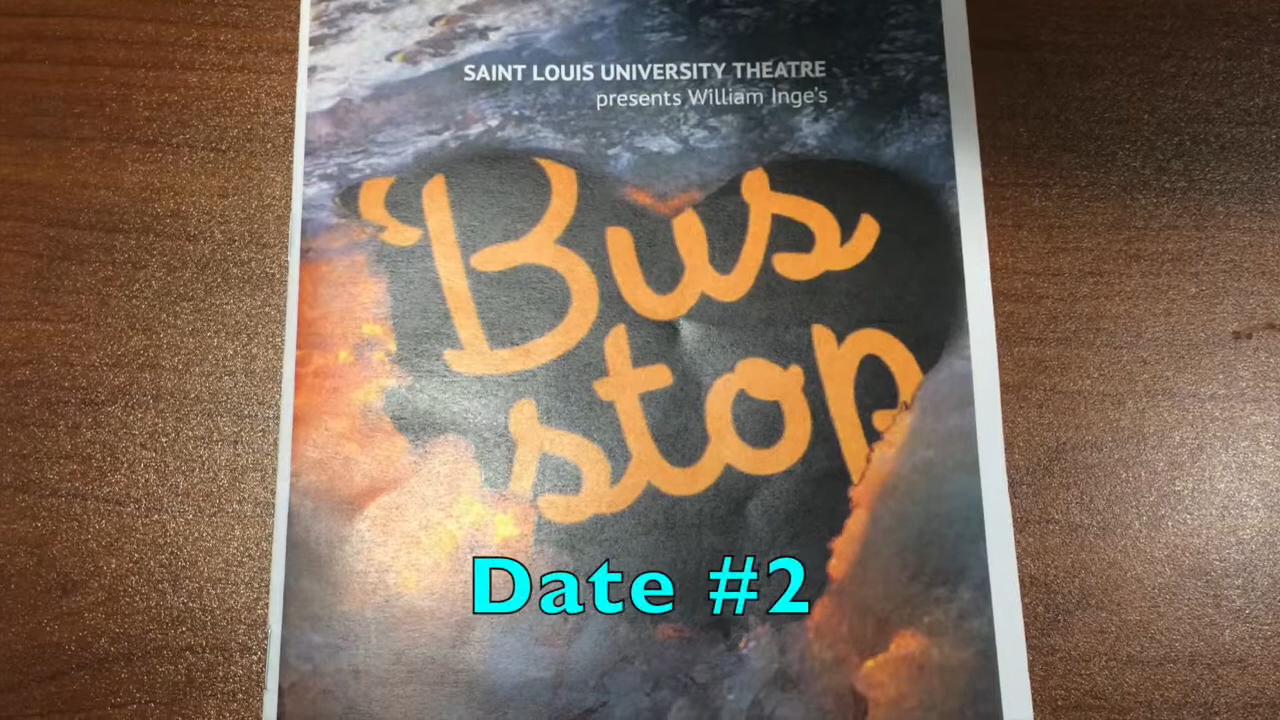 SAINT LOUIS UNIVERSITY THEATRE
presents William Inge's
Bus
stop
Date #2